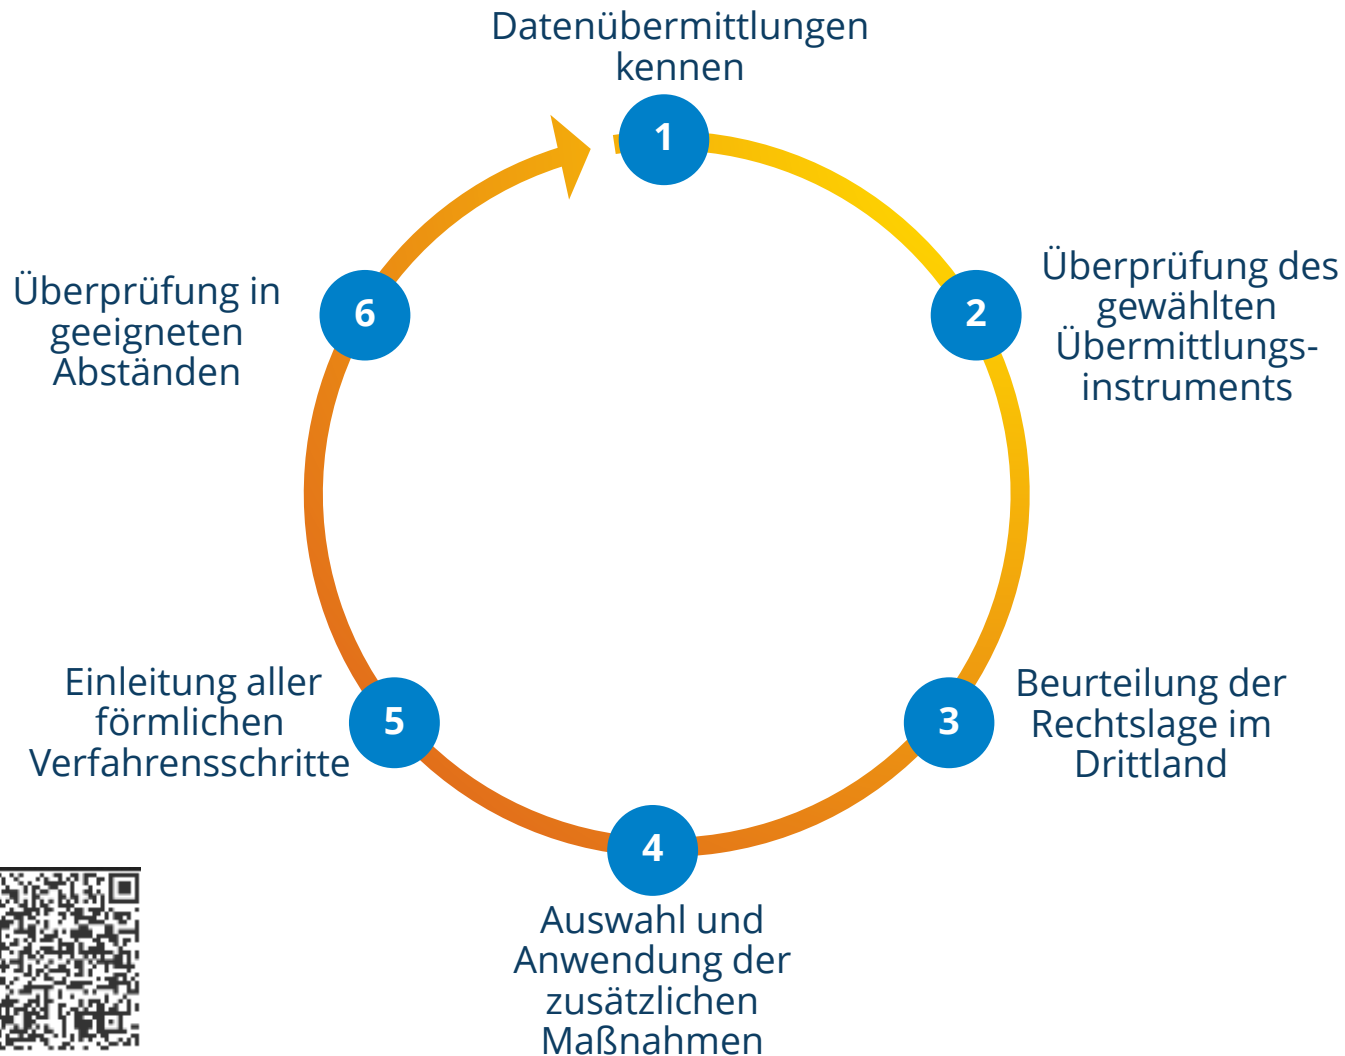 Datenübermittlungen
kennen
1
2
Überprüfung des
gewählten
Übermittlungs-
instruments
3
Beurteilung der
Rechtslage im
Drittland
4
Auswahl und
Anwendung der
zusätzlichen
Maßnahmen
5
Einleitung aller
förmlichen
Verfahrensschritte
6
Überprüfung in
geeigneten
Abständen